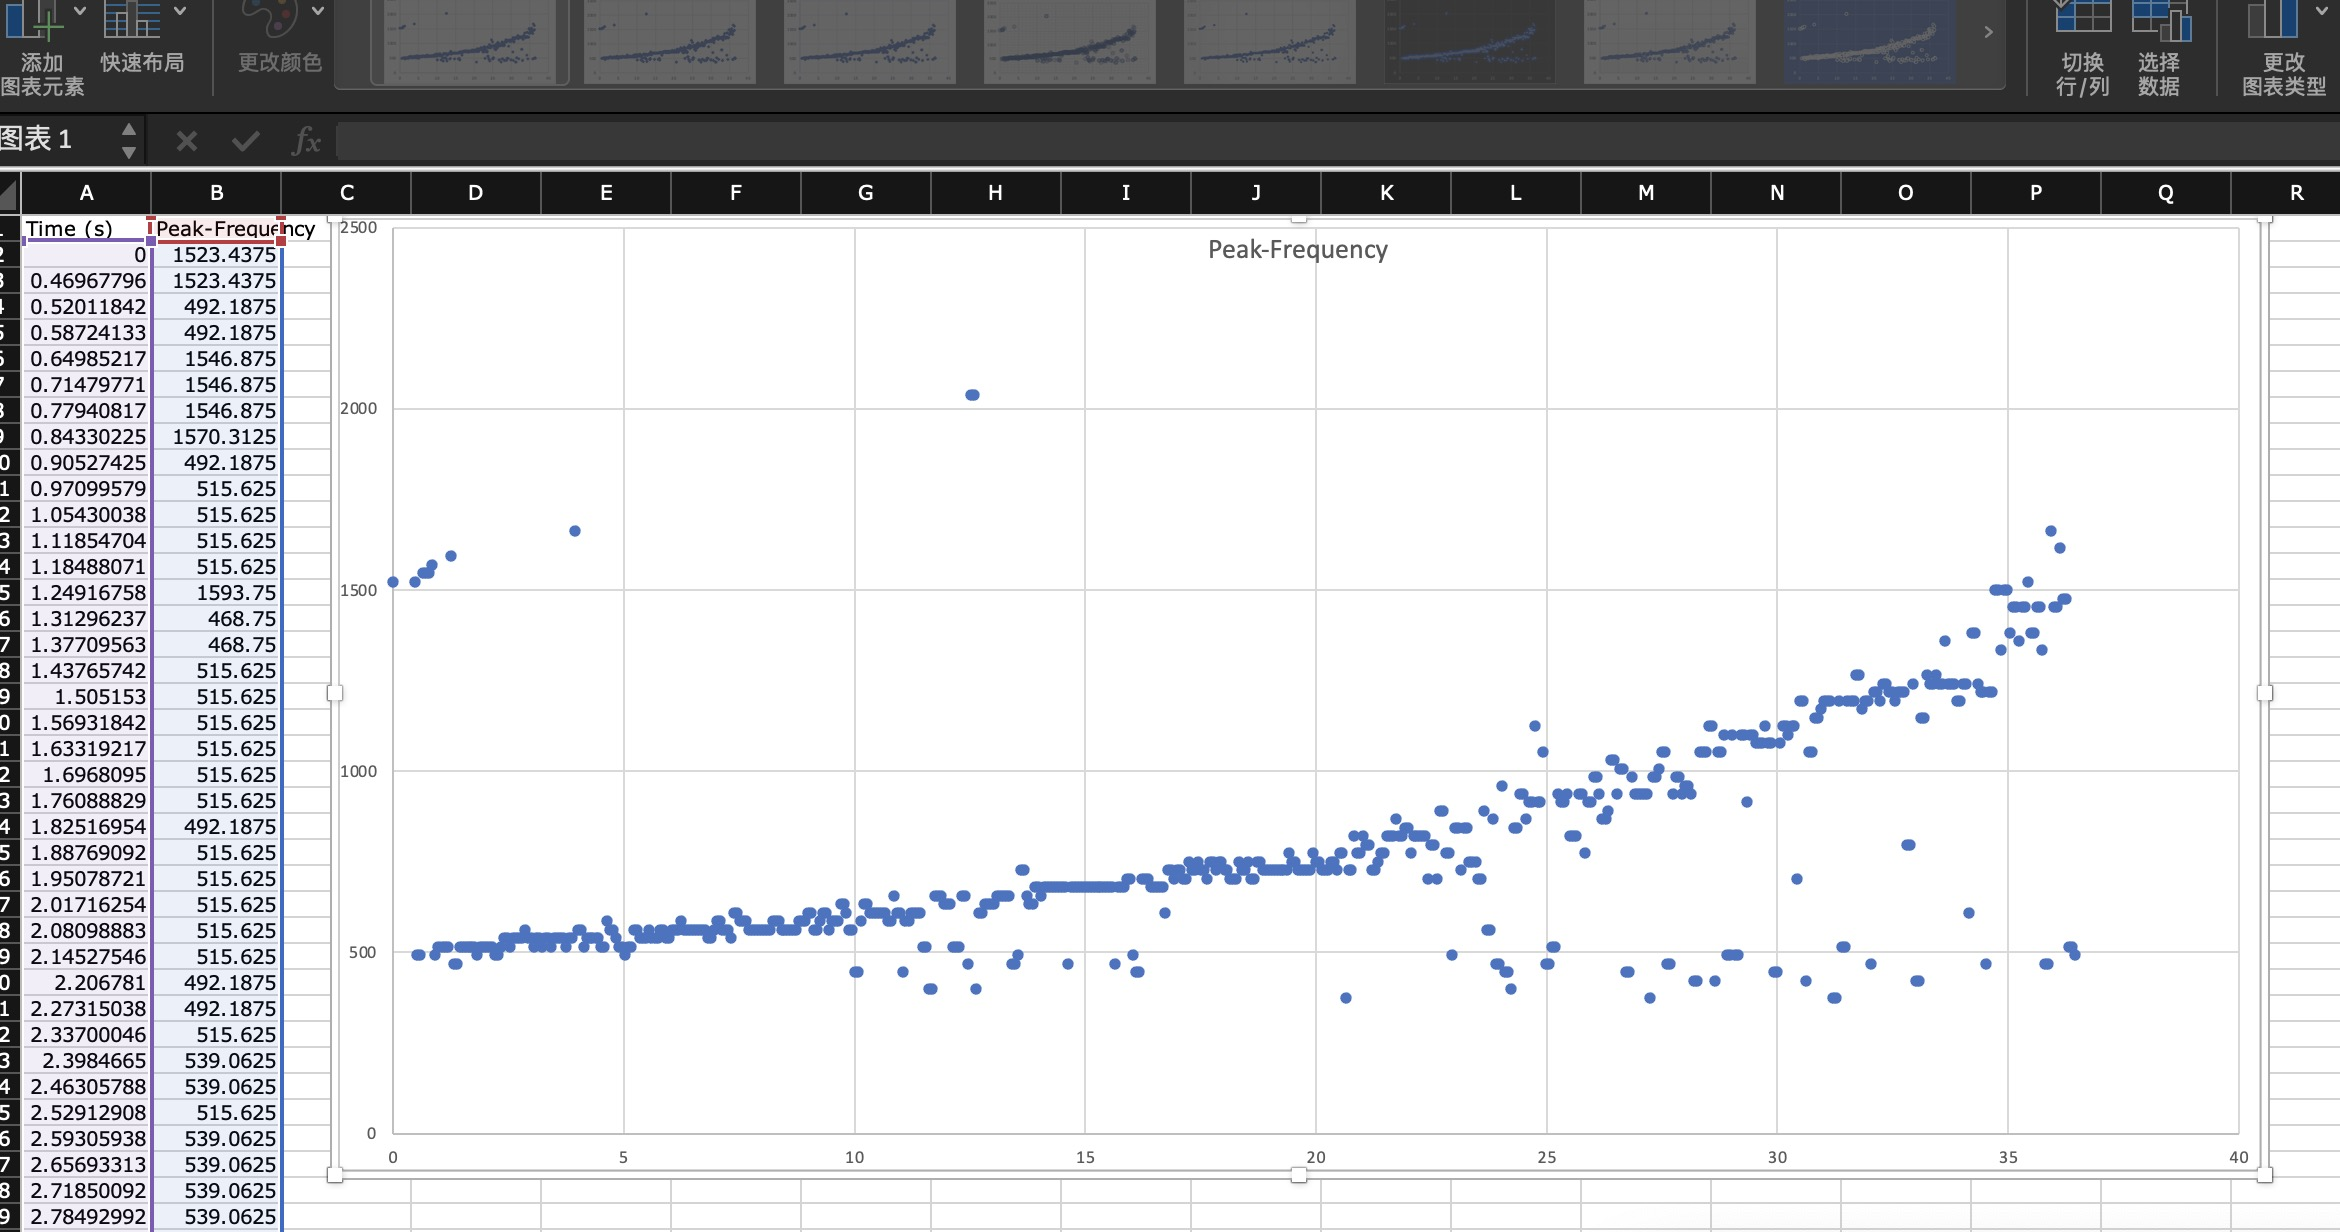 添加
图表元素
快速布局
更改颜色
切换
行/列
选择
数据
更改
图表类型
图表 1
fx
A B C D E F G H I J K L M N O P Q R
Time (s) Peak-Frequency
0 1523.4375
0.46967796 1523.4375
0.52011842 492.1875
0.58724133 492.1875
0.64985217 1546.875
0.71479771 1546.875
0.77940817 1546.875
0.84330225 1570.3125
0.90527425 492.1875
0.97099579 515.625
1.05430038 515.625
1.11854704 515.625
1.18488071 515.625
1.24916758 1593.75
1.31296237 468.75
1.37709563 468.75
1.43765742 515.625
1.505153 515.625
1.56931842 515.625
1.63319217 515.625
1.6968095 515.625
1.76088829 515.625
1.82516954 492.1875
1.88769092 515.625
1.95078721 515.625
2.01716254 515.625
2.08098883 515.625
2.14527546 515.625
2.206781 492.1875
2.27315038 492.1875
2.33700046 515.625
2.3984665 539.0625
2.46305788 539.0625
2.52912908 515.625
2.59305938 539.0625
2.65693313 539.0625
2.71850092 539.0625
2.78492992 539.0625
Peak-Frequency
2500
2000
1500
1000
500
0
0 5 10 15 20 25 30 35 40